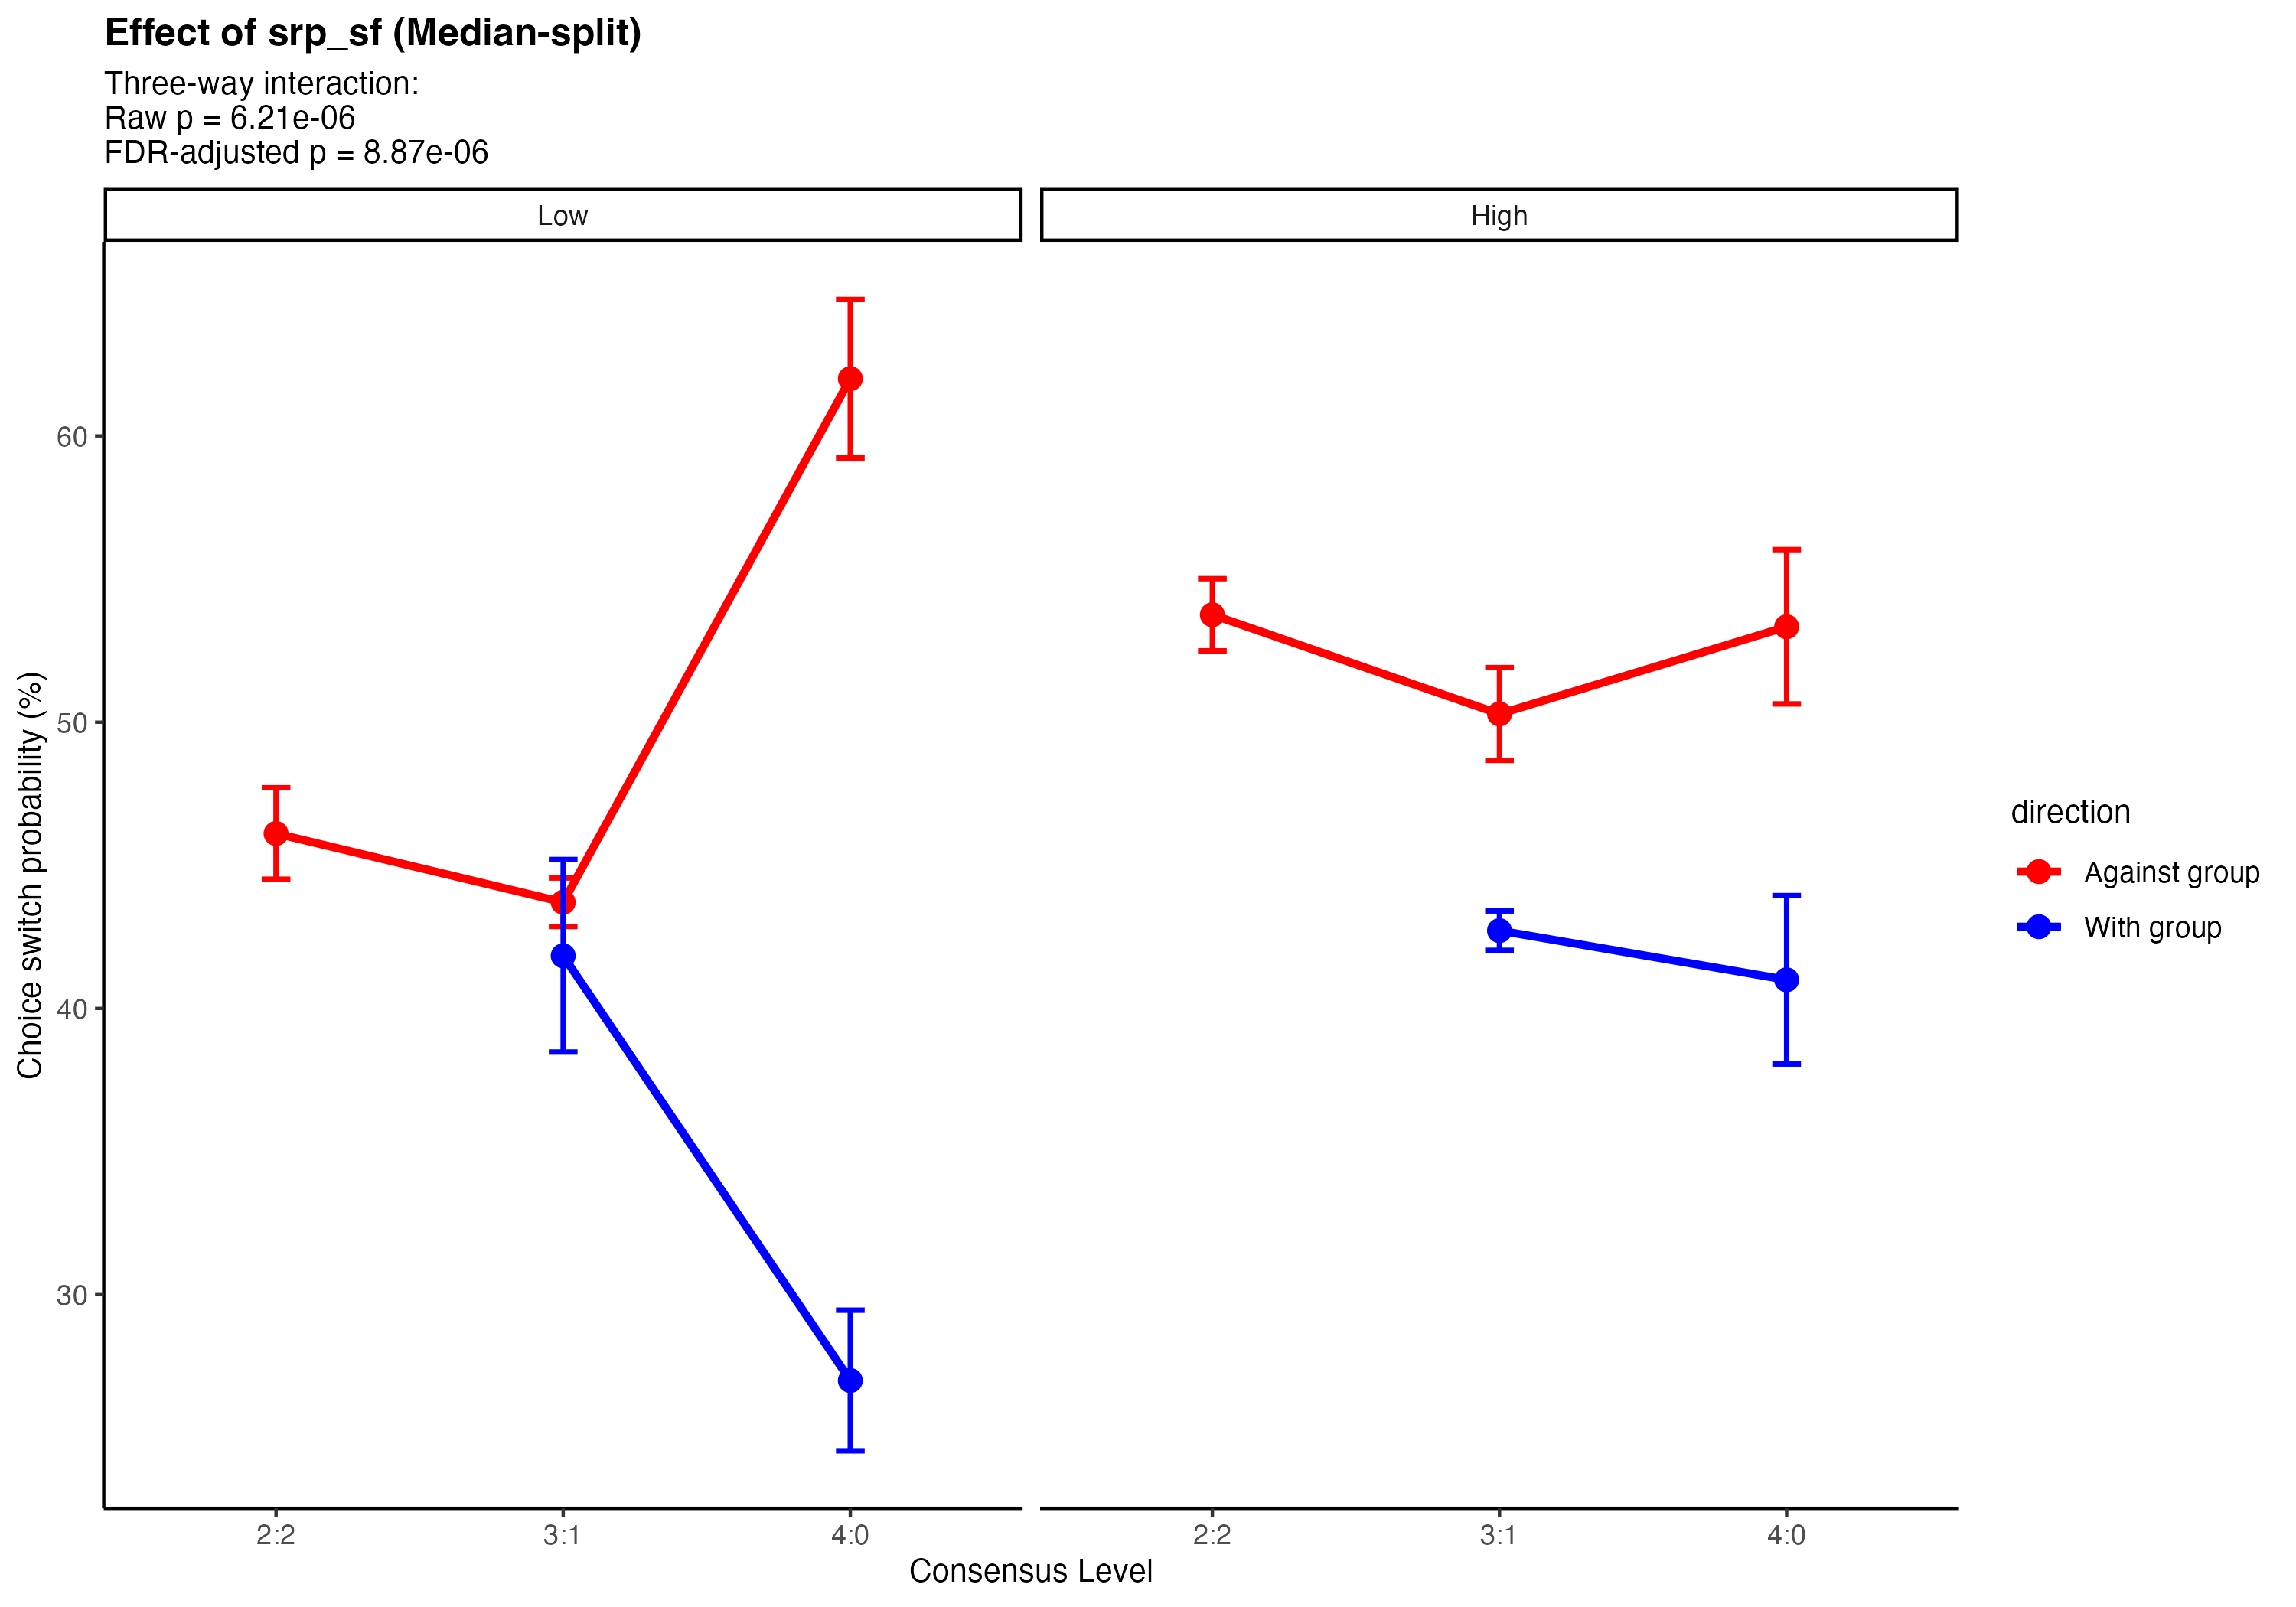 Effect of srp_sf (Median-split)
Three-way interaction:
Raw p = 6.21e-06
FDR-adjusted p = 8.87e-06
Low
High
Choice switch probability (%)
60
50
40
30
2:2
3:1
4:0
2:2
3:1
4:0
Consensus Level
direction
Against group
With group